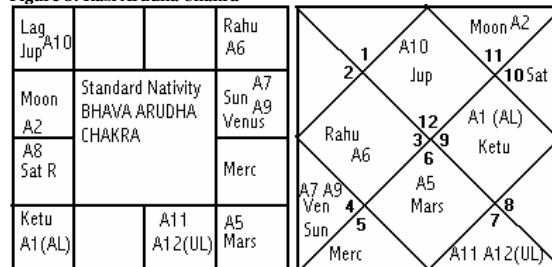 Figure Rasi Arudha Chakra
Lag
Jup A10
Rahu
A6
Moon
A2
Standard Nativity
BHAVA ARUDHA
CHAKRA
Sun A7
A9
Venus
A8
Sat R
Merc
Ketu
A1(AL)
A11
A12(UL)
A5
Mars
1
2
A10
Jup
Moon A2
11
10 Sat
Rahu
A6
12
3 9
6
A1 (AL)
Ketu
A7 A9
Ven
Sun
4
5
Merc
A5
Mars
8
7
A11 A12(UL)